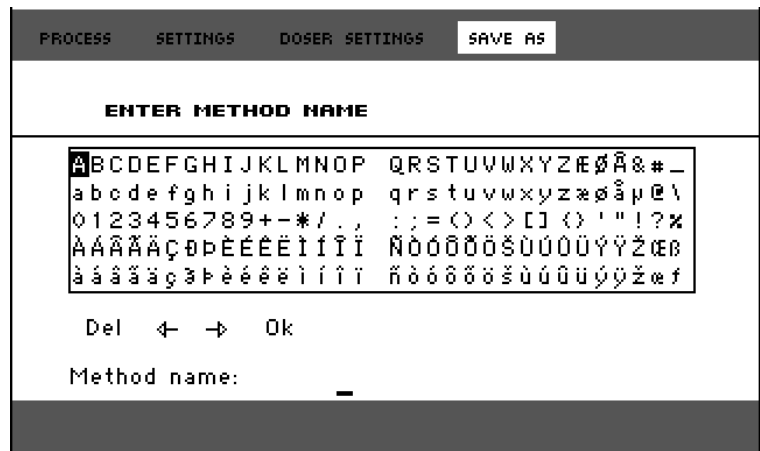 PROCESS SETTINGS DOSER SETTINGS SAVE AS
ENTER METHOD NAME
ABCDEFGHIJKLMNOP QRSTUVWXYZÆØÅ&#_
abcdefghijklmnop qrstuvwxyzæøåµ@\
0123456789+-*/., :;=()<>[]{}'"!?%
ÀÁÂÃÄÇÐÞÈÉÊËÌÍÎÏ ÑÒÓÔÕÖŠÙÚÛÜÝŸŽŒß
àáâãäçðþèéêëìíîï ñòóôõöšùúûüýÿžœƒ
Del ← → Ok
Method name: _